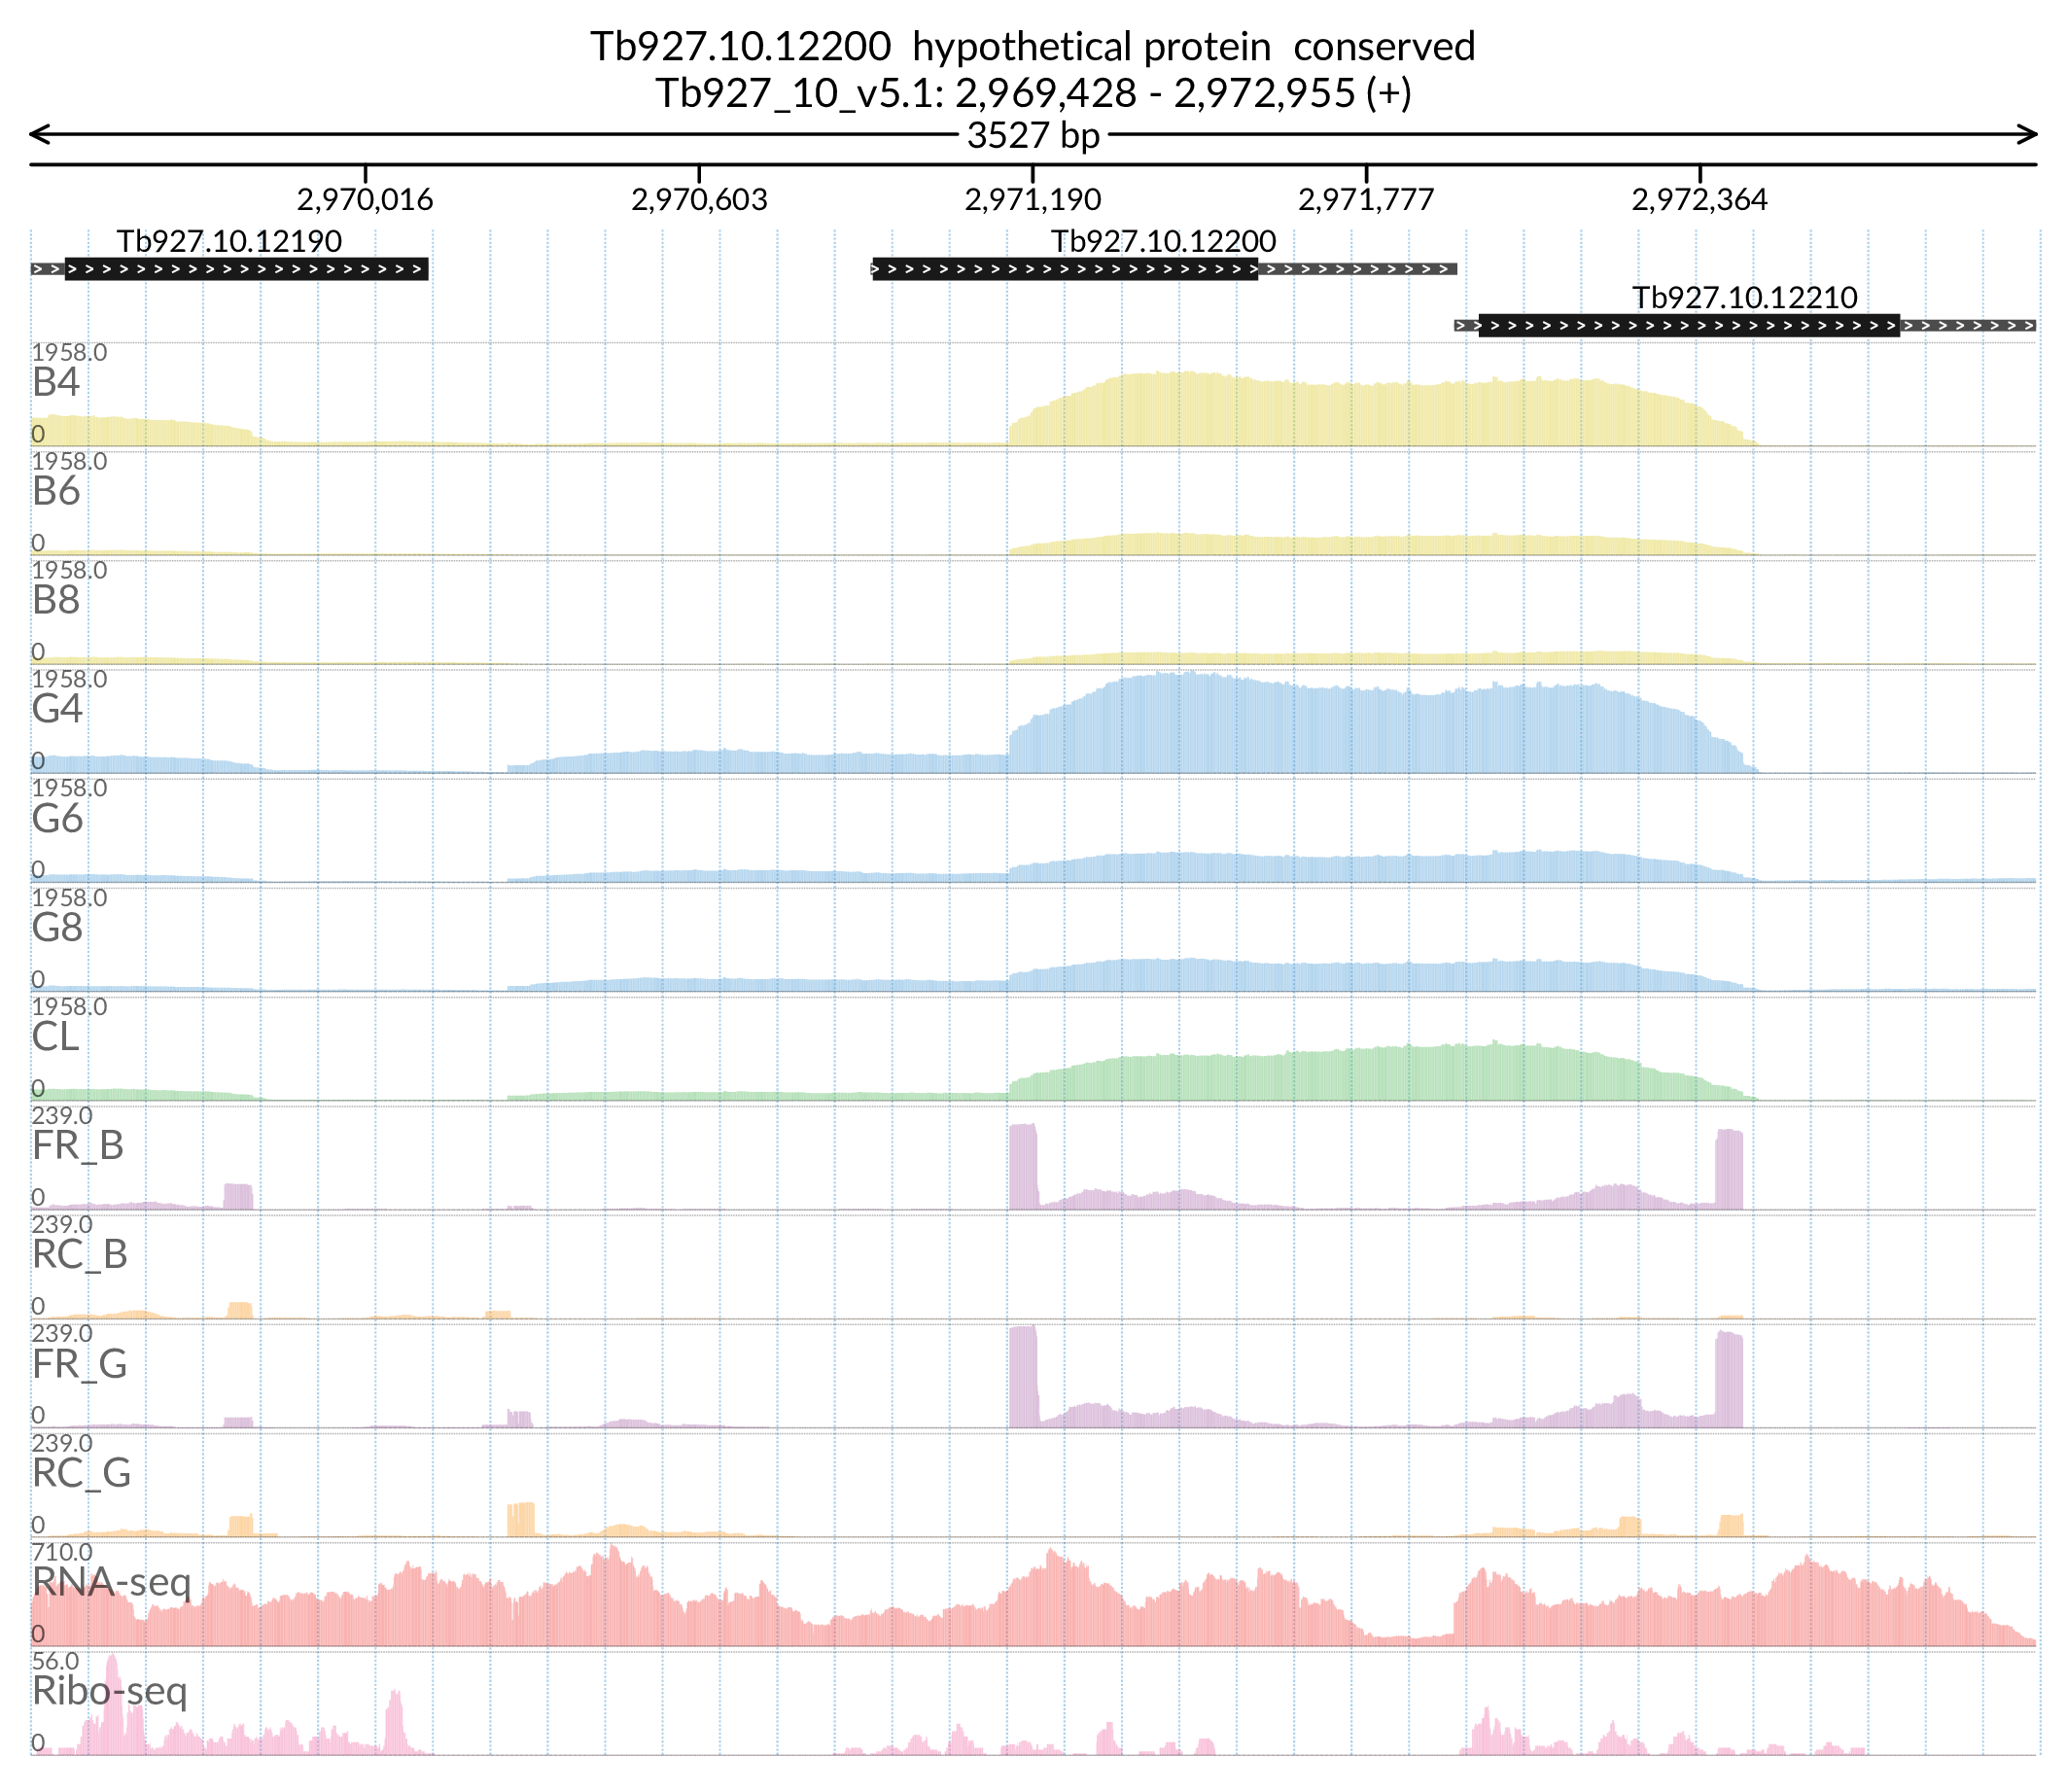 Tb927.10.12200  hypothetical protein  conserved
Tb927_10_v5.1: 2,969,428 - 2,972,955 (+)
3527 bp
2,970,016 2,970,603 2,971,190 2,971,777 2,972,364
Tb927.10.12190 Tb927.10.12200
Tb927.10.12210
1958.0
B4
0
1958.0
B6
0
1958.0
B8
0
1958.0
G4
0
1958.0
G6
0
1958.0
G8
0
1958.0
CL
0
239.0
FR_B
0
239.0
RC_B
0
239.0
FR_G
0
239.0
RC_G
0
710.0
RNA-seq
0
56.0
Ribo-seq
0